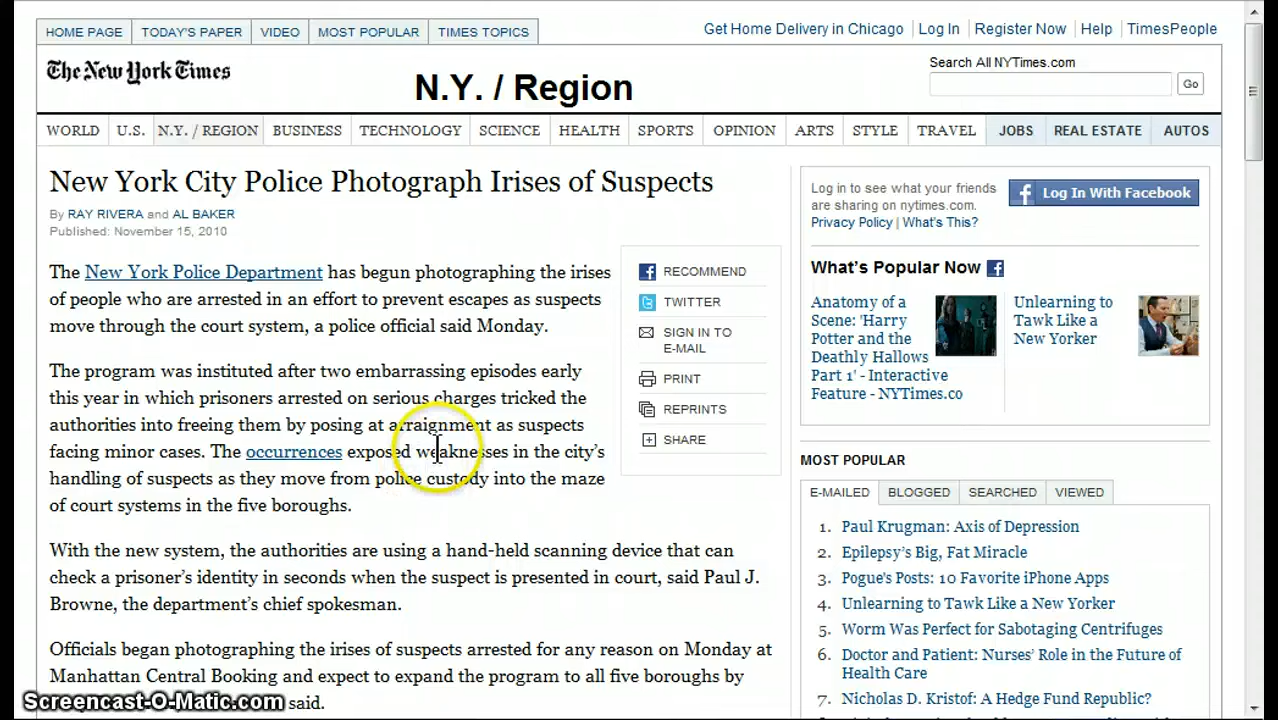 HOME PAGE TODAY'S PAPER VIDEO MOST POPULAR TIMES TOPICS
Get Home Delivery in Chicago Log In Register Now Help TimesPeople
The New York Times
N.Y. / Region
Search All NYTimes.com
Go
WORLD U.S. N.Y. / REGION BUSINESS TECHNOLOGY SCIENCE HEALTH SPORTS OPINION ARTS STYLE TRAVEL JOBS REAL ESTATE AUTOS
New York City Police Photograph Irises of Suspects
By RAY RIVERA and AL BAKER
Published: November 15, 2010
The New York Police Department has begun photographing the irises
of people who are arrested in an effort to prevent escapes as suspects
move through the court system, a police official said Monday.
The program was instituted after two embarrassing episodes early
this year in which prisoners arrested on serious charges tricked the
authorities into freeing them by posing at arraignment as suspects
facing minor cases. The occurrences exposed weaknesses in the city's
handling of suspects as they move from police custody into the maze
of court systems in the five boroughs.
With the new system, the authorities are using a hand-held scanning device that can
check a prisoner's identity in seconds when the suspect is presented in court, said Paul J.
Browne, the department's chief spokesman.
Officials began photographing the irises of suspects arrested for any reason on Monday at
Manhattan Central Booking and expect to expand the program to all five boroughs by
said.
RECOMMEND
TWITTER
SIGN IN TO
E-MAIL
PRINT
REPRINTS
SHARE
Log in to see what your friends
are sharing on nytimes.com.
Privacy Policy | What's This?
Log In With Facebook
What's Popular Now
Anatomy of a
Scene: 'Harry
Potter and the
Deathly Hallows
Part 1' - Interactive
Feature - NYTimes.co
Unlearning to
Tawk Like a
New Yorker
MOST POPULAR
E-MAILED BLOGGED SEARCHED VIEWED
1. Paul Krugman: Axis of Depression
2. Epilepsy's Big, Fat Miracle
3. Pogue's Posts: 10 Favorite iPhone Apps
4. Unlearning to Tawk Like a New Yorker
5. Worm Was Perfect for Sabotaging Centrifuges
6. Doctor and Patient: Nurses' Role in the Future of
Health Care
7. Nicholas D. Kristof: A Hedge Fund Republic?
Screencast-O-Matic.com